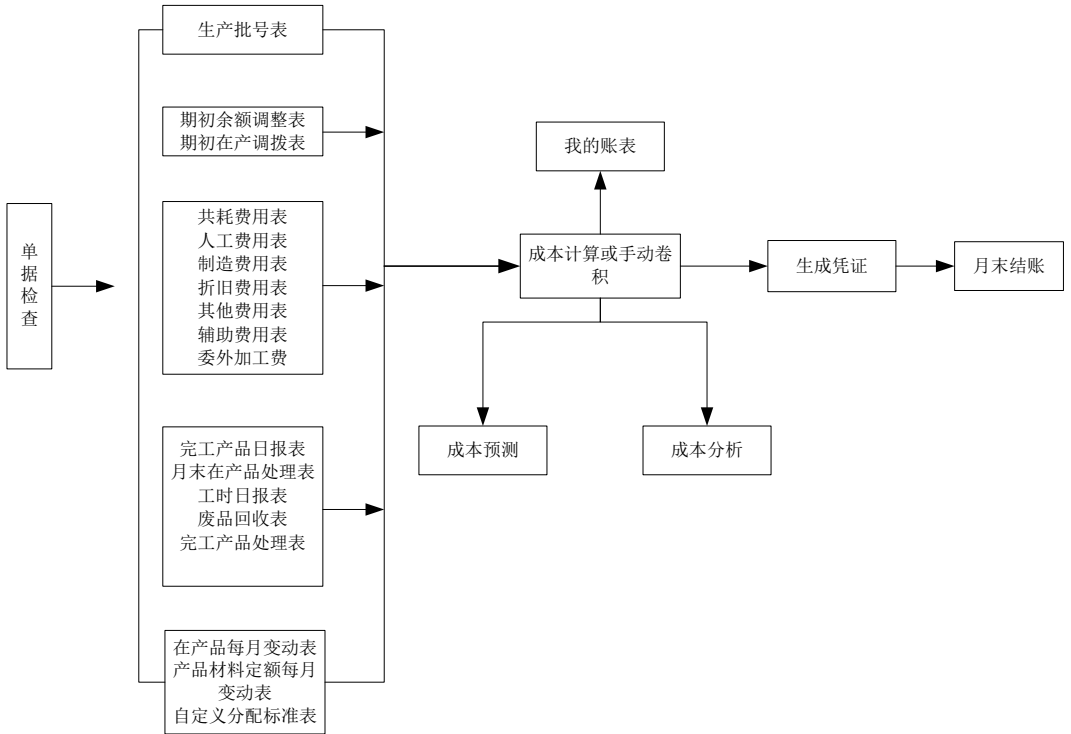 单
据
检
查
生产批号表
期初余额调整表
期初在产调拨表
共耗费用表
人工费用表
制造费用表
折旧费用表
其他费用表
辅助费用表
委外加工费
完工产品日报表
月末在产品处理表
工时日报表
废品回收表
完工产品处理表
在产品每月变动表
产品材料定额每月
变动表
自定义分配标准表
我的账表
成本计算或手动卷
积
成本预测
成本分析
生成凭证
月末结账